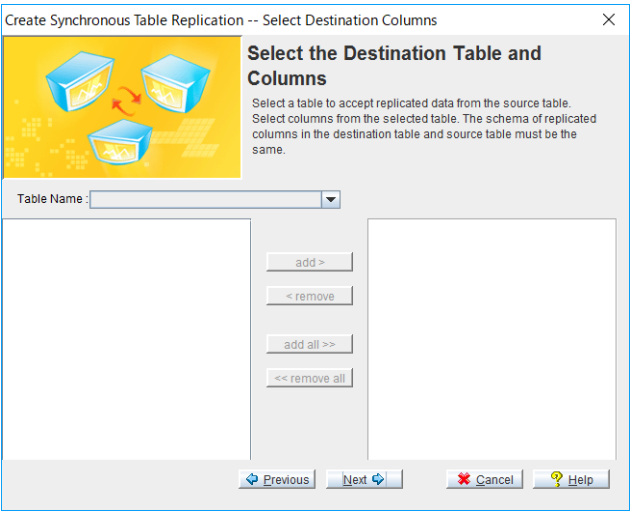 Create Synchronous Table Replication -- Select Destination Columns
Select the Destination Table and
Columns
Select a table to accept replicated data from the source table.
Select columns from the selected table. The schema of replicated
columns in the destination table and source table must be the
same.
Table Name :
add >
< remove
add all >>
<< remove all
Previous
Next
Cancel
Help